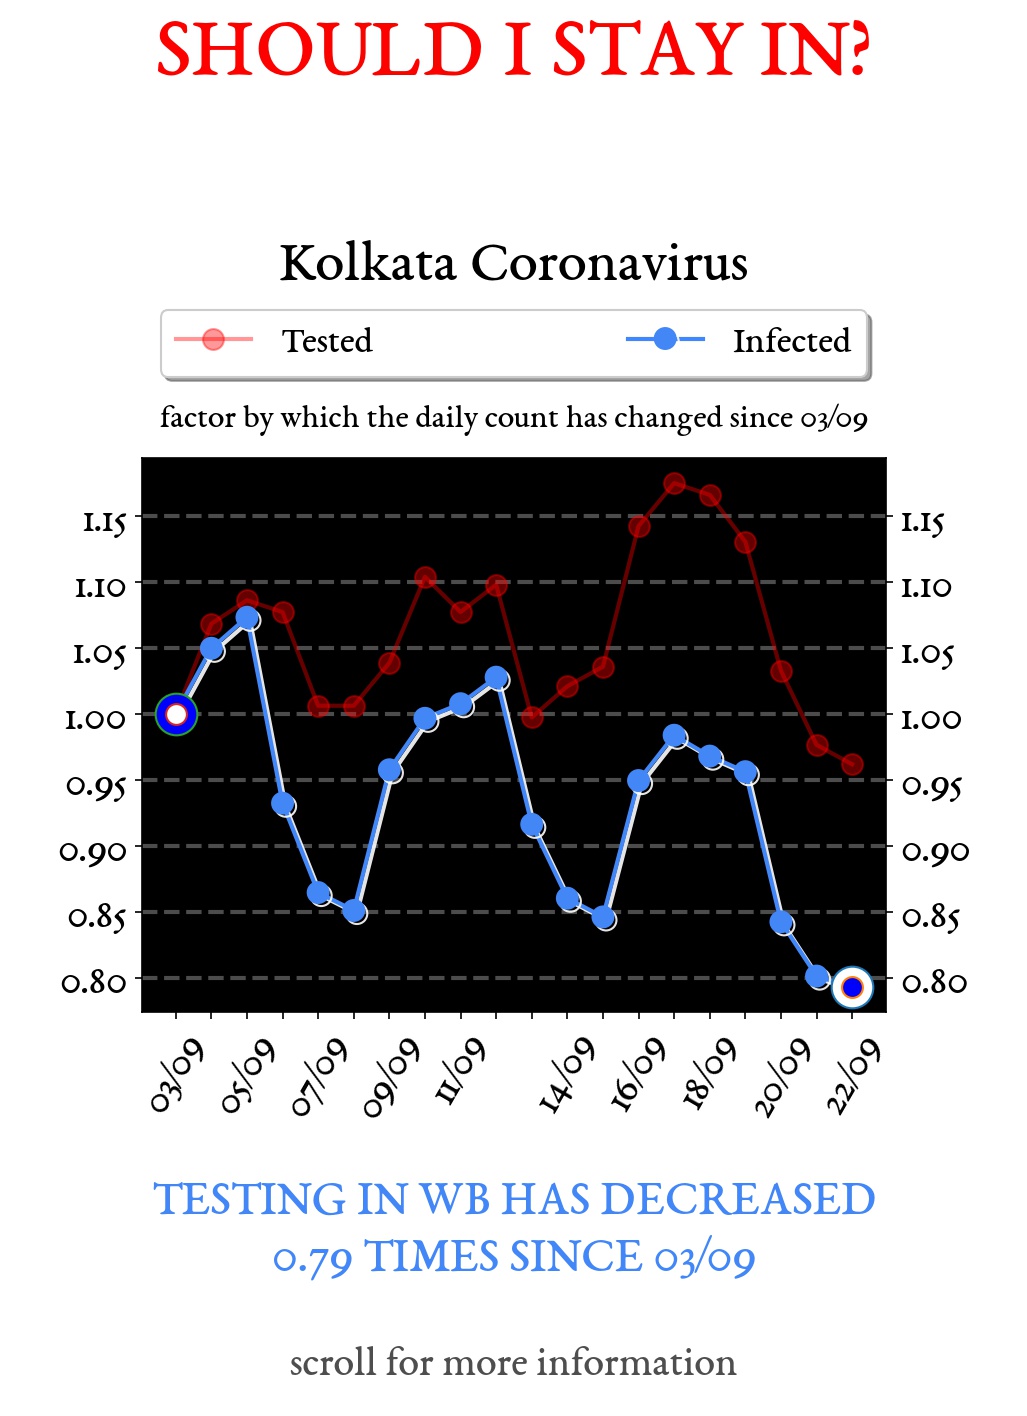 SHOULD I STAY IN?
Kolkata Coronavirus
Tested Infected
factor by which the daily count has changed since 03/09
1.15 1.15
1.10 1.10
1.05 1.05
1.00 1.00
0.95 0.95
0.90 0.90
0.85 0.85
0.80 0.80
03/09 05/09 07/09 09/09 11/09 14/09 16/09 18/09 20/09 22/09
TESTING IN WB HAS DECREASED
0.79 TIMES SINCE 03/09
scroll for more information